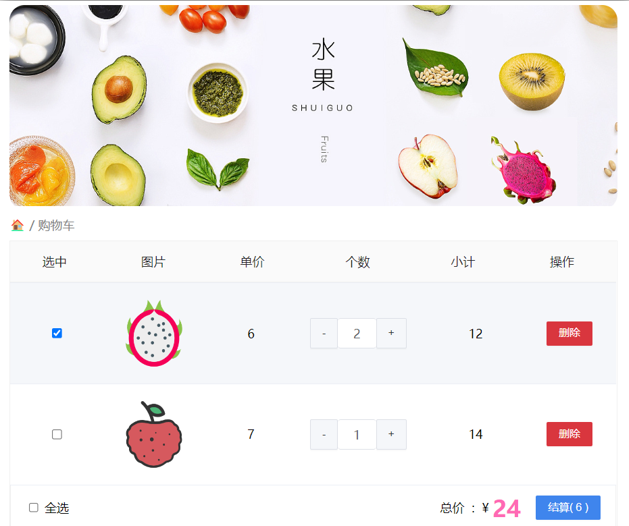 水
果
SHUIGUO
Fruits
/ 购物车
选中 图片 单价 个数 小计 操作
6 - 2 + 12 删除
7 - 1 + 14 删除
全选 总价 : ¥ 24 结算( 6 )